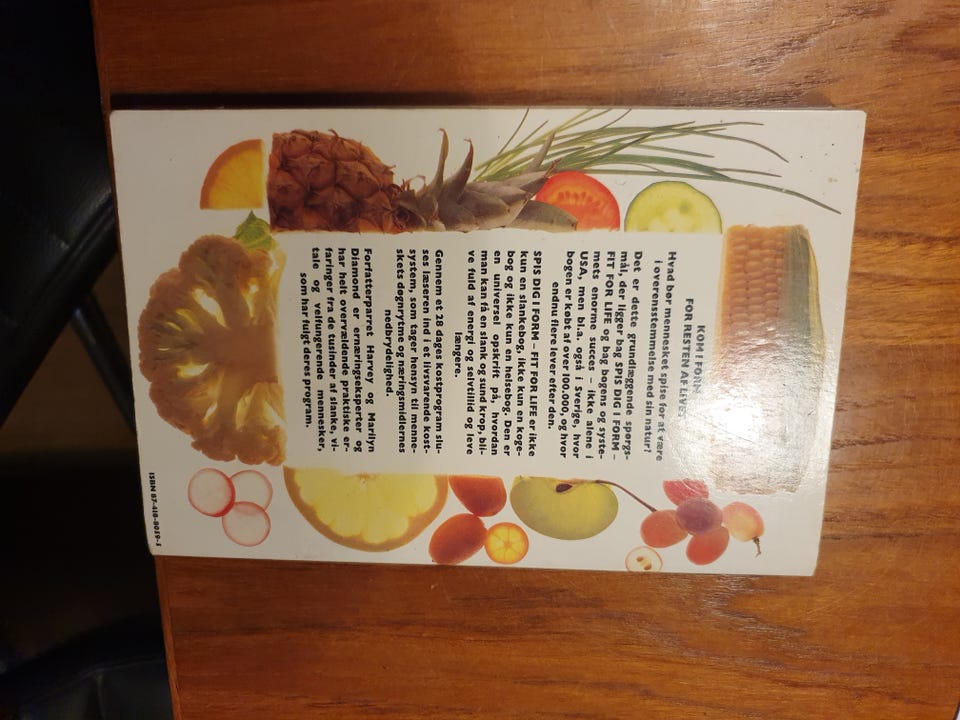 KOM I FORM
FOR RESTEN AF LIVET
Hvad bør mennesket spise for at være
i overensstemmelse med sin natur?
Det er dette grundlæggende spørgs-
mål, der ligger bag SPIS DIG I FORM –
FIT FOR LIFE og bag bogens og syste-
mets enorme succes – ikke alene i
USA, men bl.a. også i Sverige, hvor
bogen er købt af over 100.000, og hvor
endnu flere lever efter den.
SPIS DIG I FORM – FIT FOR LIFE er ikke
kun en slankebog, ikke kun en koge-
bog og ikke kun en helsebog. Den er
en universel opskrift på, hvordan
man kan få en slank og sund krop, bli-
ve fuld af energi og selvtillid og leve
længere.
Gennem et 28 dages kostprogram slu-
ses læseren ind i et livsvarende kost-
system, som tager hensyn til menne-
skets døgnrytme og næringsmidlernes
nedbrydelighed.
Forfatterparret Harvey og Marilyn
Diamond er ernæringseksperter og
har helt overvældende praktiske er-
faringer fra de tusinder af slanke, vi-
tale og velfungerende mennesker,
som har fulgt deres program.
ISBN 87-418-8059-5